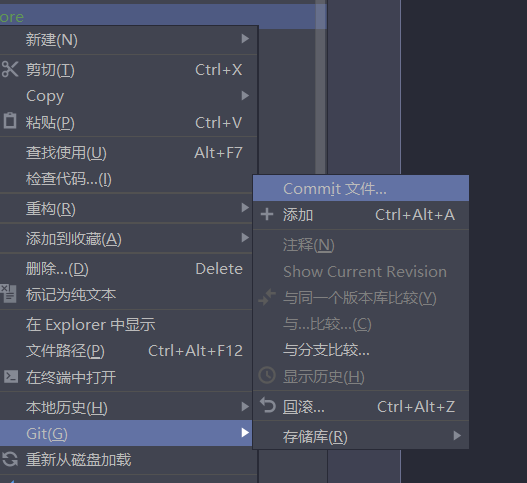 ore
新建(N)
剪切(T) Ctrl+X
Copy
粘贴(P) Ctrl+V
查找使用(U) Alt+F7
检查代码...(I)
重构(R)
添加到收藏(A)
删除...(D) Delete
标记为纯文本
在 Explorer 中显示
文件路径(P) Ctrl+Alt+F12
在终端中打开
本地历史(H)
Git(G)
重新从磁盘加载
Commit 文件...
添加 Ctrl+Alt+A
注释(N)
Show Current Revision
与同一个版本库比较(Y)
与...比较...(C)
与分支比较...
显示历史(H)
回滚... Ctrl+Alt+Z
存储库(R)